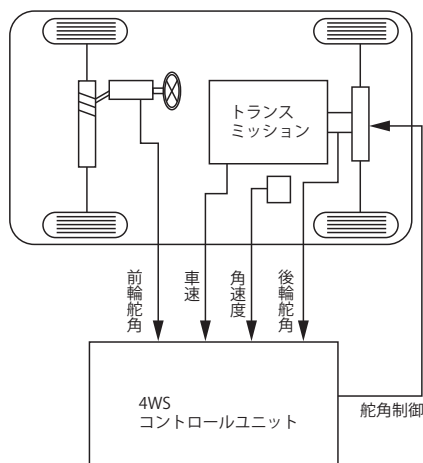 トランス
ミッション
前輪舵角
車速
角速度
後輪舵角
4WS
コントロールユニット
舵角制御